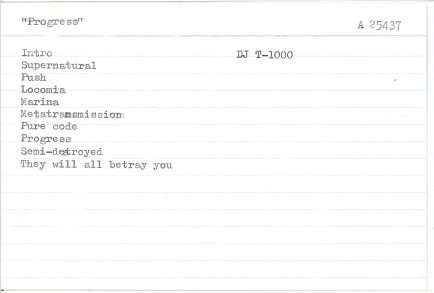 "Progress"
A 25437
Intro
DJ T-1000
Supernatural
Push
Locomia
Marina
Metatransmission
Pure code
Progress
Semi-destroyed
They will all betray you